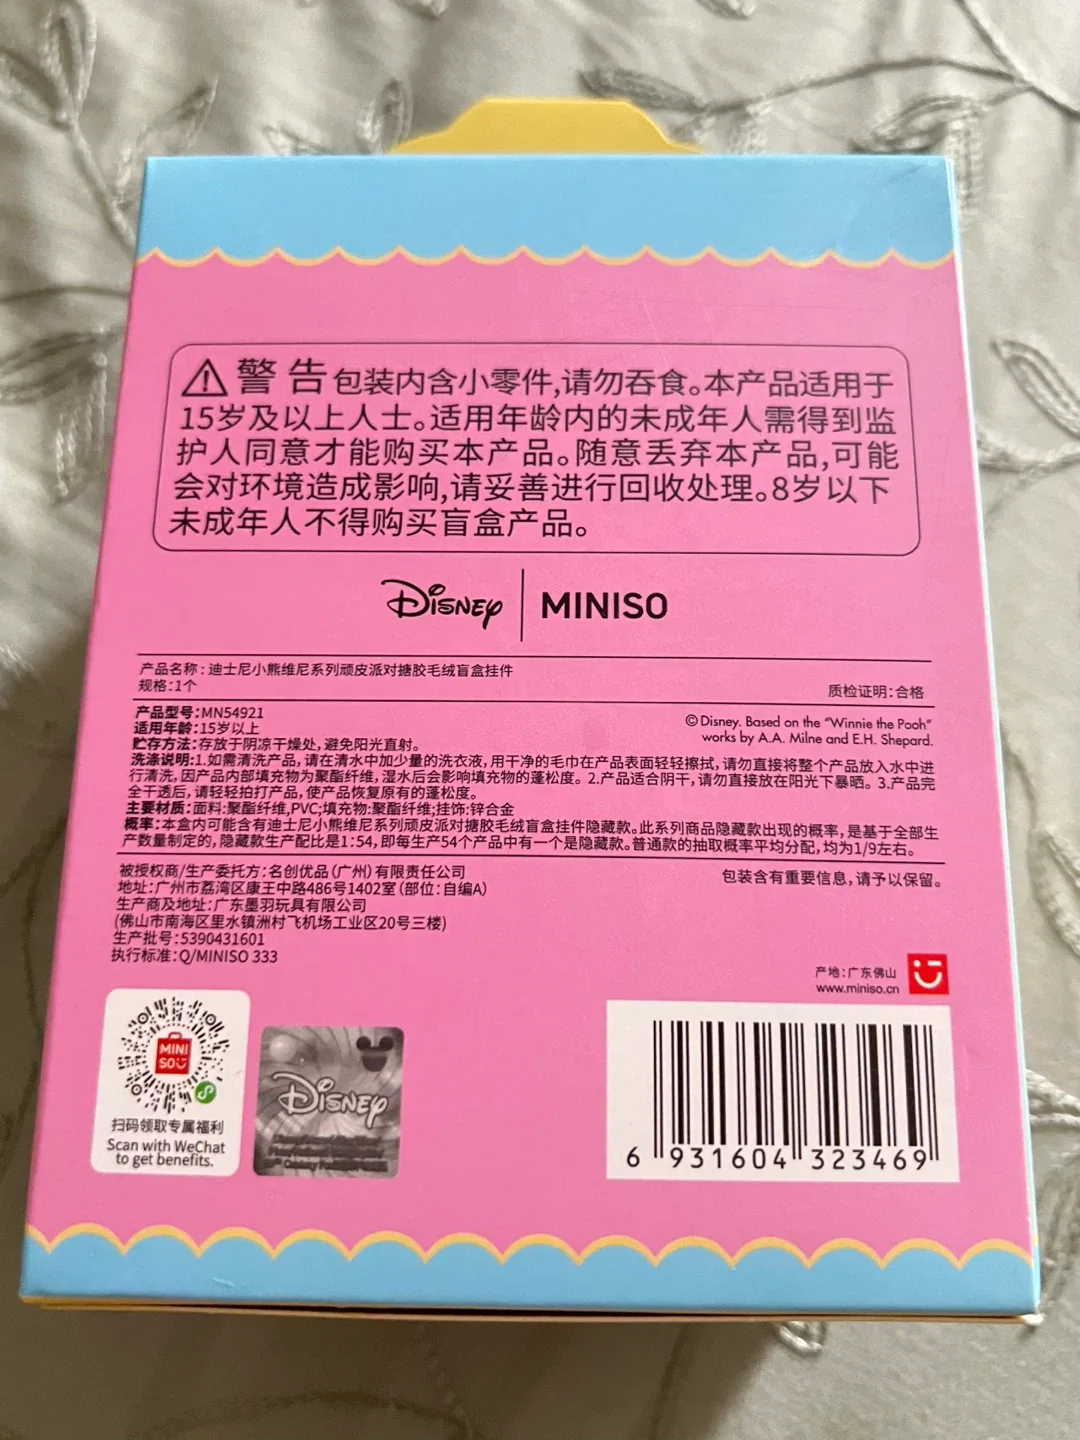 警告 包装内含小零件,请勿吞食。本产品适用于
15岁及以上人士。适用年龄内的未成年人需得到监
护人同意才能购买本产品。随意丢弃本产品,可能
会对环境造成影响,请妥善进行回收处理。8岁以下
未成年人不得购买盲盒产品。
Disney | MINISO
产品名称:迪士尼小熊维尼系列顽皮派对搪胶毛绒盲盒挂件
规格:1个
质检证明:合格
产品型号:MN54921
适用年龄:15岁以上
贮存方法:存放于阴凉干燥处,避免阳光直射。
© Disney. Based on the "Winnie the Pooh"
works by A.A. Milne and E.H. Shepard.
洗涤说明:1.如需清洗产品,请在清水中加少量的洗衣液,用干净的毛巾在产品表面轻轻擦拭,请勿直接将整个产品放入水中进
行清洗,因产品内部填充物为聚酯纤维,湿水后会影响填充物的蓬松度。2.产品适合阴干,请勿直接放在阳光下暴晒。3.产品完
全干透后,请轻轻拍打产品,使产品恢复原有的蓬松度。
主要材质:面料:聚酯纤维,PVC;填充物:聚酯纤维;挂饰:锌合金
概率:本盒内可能含有迪士尼小熊维尼系列顽皮派对搪胶毛绒盲盒挂件隐藏款。此系列商品隐藏款出现的概率,是基于全部生
产数量制定的,隐藏款生产配比是1:54,即每生产54个产品中有一个是隐藏款。普通款的抽取概率平均分配,均为1/9左右。
被授权商/生产委托方:名创优品(广州)有限责任公司
地址:广州市荔湾区康王中路486号1402室(部位:自编A)
生产商及地址:广东墨羽玩具有限公司
(佛山市南海区里水镇洲村飞机场工业区20号三楼)
生产批号:5390431601
执行标准:Q/MINISO 333
包装含有重要信息,请予以保留。
产地:广东佛山
www.miniso.cn
MINI
SO
扫码领取专属福利
Scan with WeChat
to get benefits.
Disney
6 931604 323469